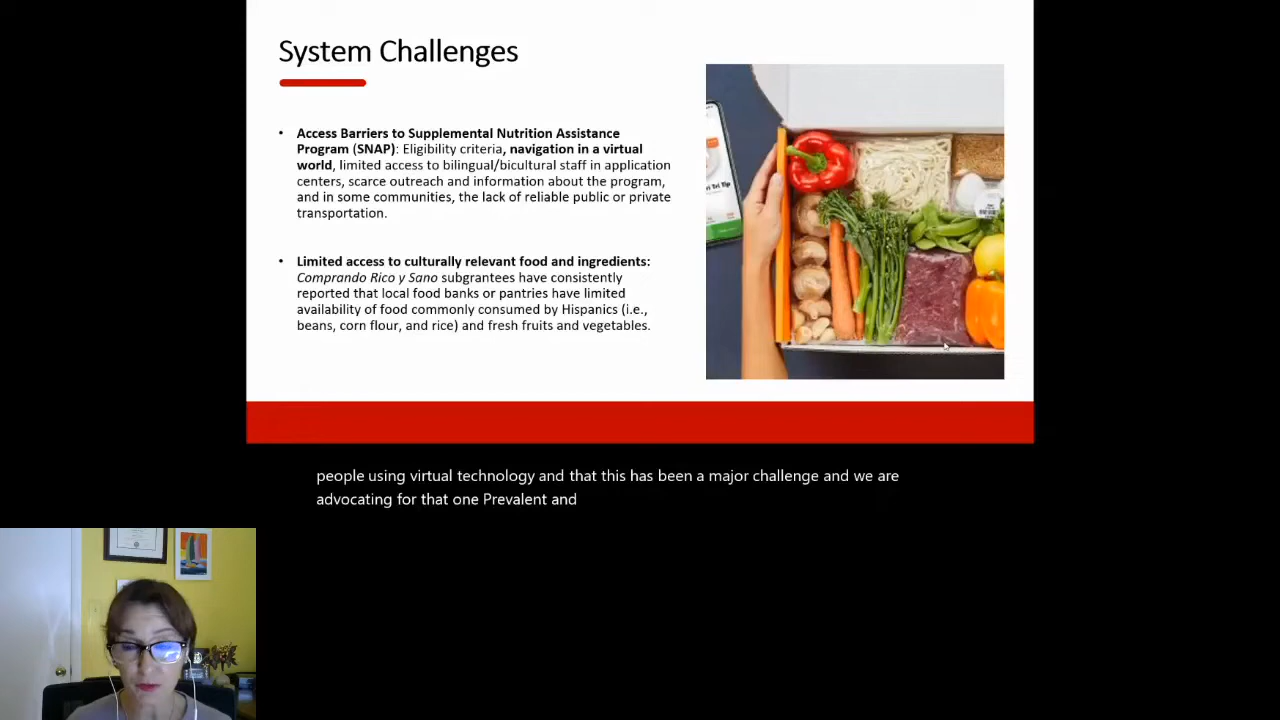 System Challenges
• Access Barriers to Supplemental Nutrition Assistance
Program (SNAP): Eligibility criteria, navigation in a virtual
world, limited access to bilingual/bicultural staff in application
centers, scarce outreach and information about the program,
and in some communities, the lack of reliable public or private
transportation.
• Limited access to culturally relevant food and ingredients:
Comprando Rico y Sano subgrantees have consistently
reported that local food banks or pantries have limited
availability of food commonly consumed by Hispanics (i.e.,
beans, corn flour, and rice) and fresh fruits and vegetables.
Tri Tip
people using virtual technology and that this has been a major challenge and we are
advocating for that one Prevalent and